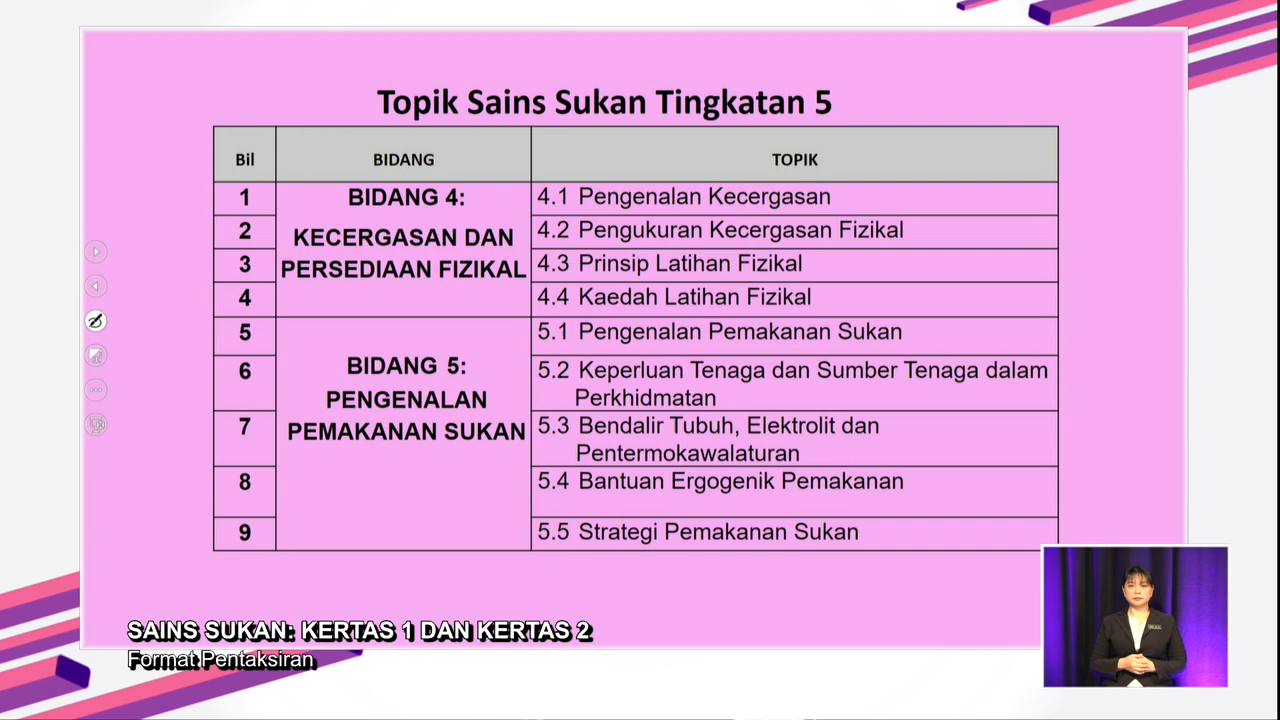 Topik Sains Sukan Tingkatan 5
Bil BIDANG TOPIK
1 BIDANG 4: 4.1 Pengenalan Kecergasan
2 KECERGASAN DAN 4.2 Pengukuran Kecergasan Fizikal
3 PERSEDIAAN FIZIKAL 4.3 Prinsip Latihan Fizikal
4 4.4 Kaedah Latihan Fizikal
5 5.1 Pengenalan Pemakanan Sukan
6 BIDANG 5: 5.2 Keperluan Tenaga dan Sumber Tenaga dalam
PENGENALAN Perkhidmatan
7 PEMAKANAN SUKAN 5.3 Bendalir Tubuh, Elektrolit dan
Pentermokawalaturan
8 5.4 Bantuan Ergogenik Pemakanan
9 5.5 Strategi Pemakanan Sukan
SAINS SUKAN: KERTAS 1 DAN KERTAS 2
Format Pentaksiran